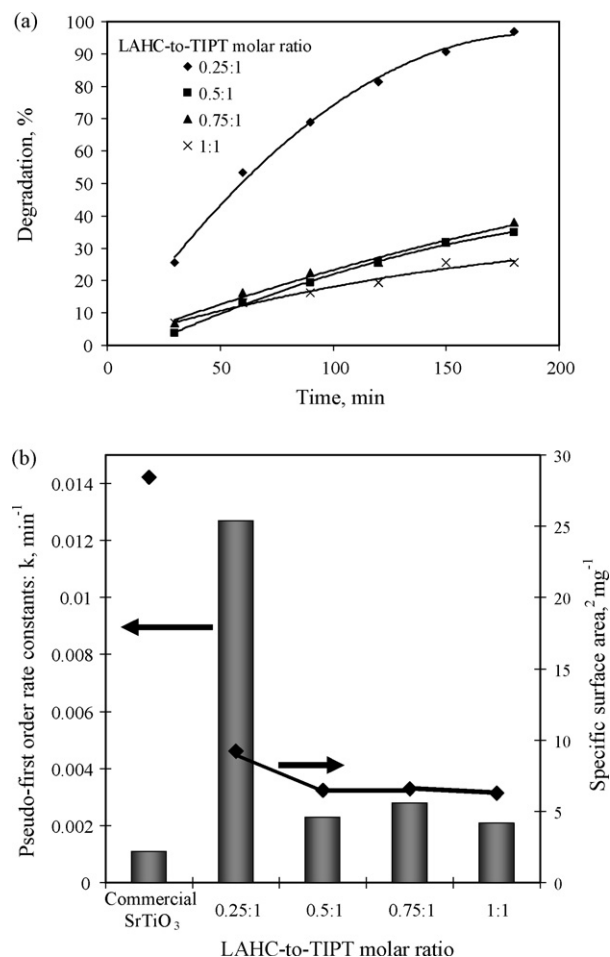 (a)
100
90
80
70
60
50
40
30
20
10
0
Degradation, %
LAHC-to-TIPT molar ratio
0.25:1
0.5:1
0.75:1
1:1
0 50 100 150 200
Time, min
(b)
0.014
0.012
0.01
0.008
0.006
0.004
0.002
0
Pseudo-first order rate constants: k, min⁻¹
30
25
20
15
10
5
0
Specific surface area,² mg⁻¹
Commercial 0.25:1 0.5:1 0.75:1 1:1
SrTiO₃
LAHC-to-TIPT molar ratio